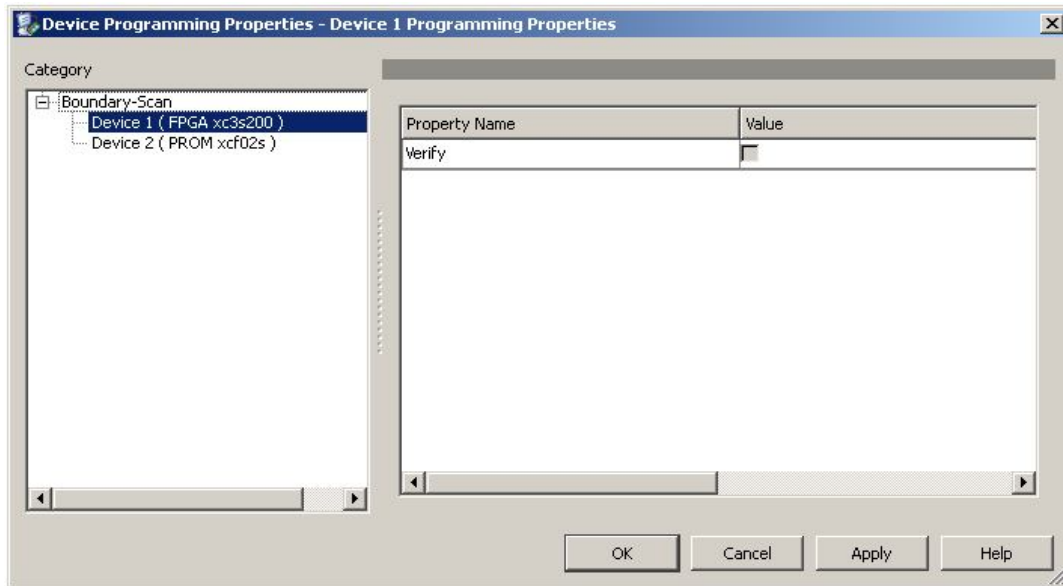 Device Programming Properties - Device 1 Programming Properties
Category
Boundary-Scan
Device 1 ( FPGA xc3s200 )
Device 2 ( PROM xcf02s )
Property Name Value
Verify
OK Cancel Apply Help